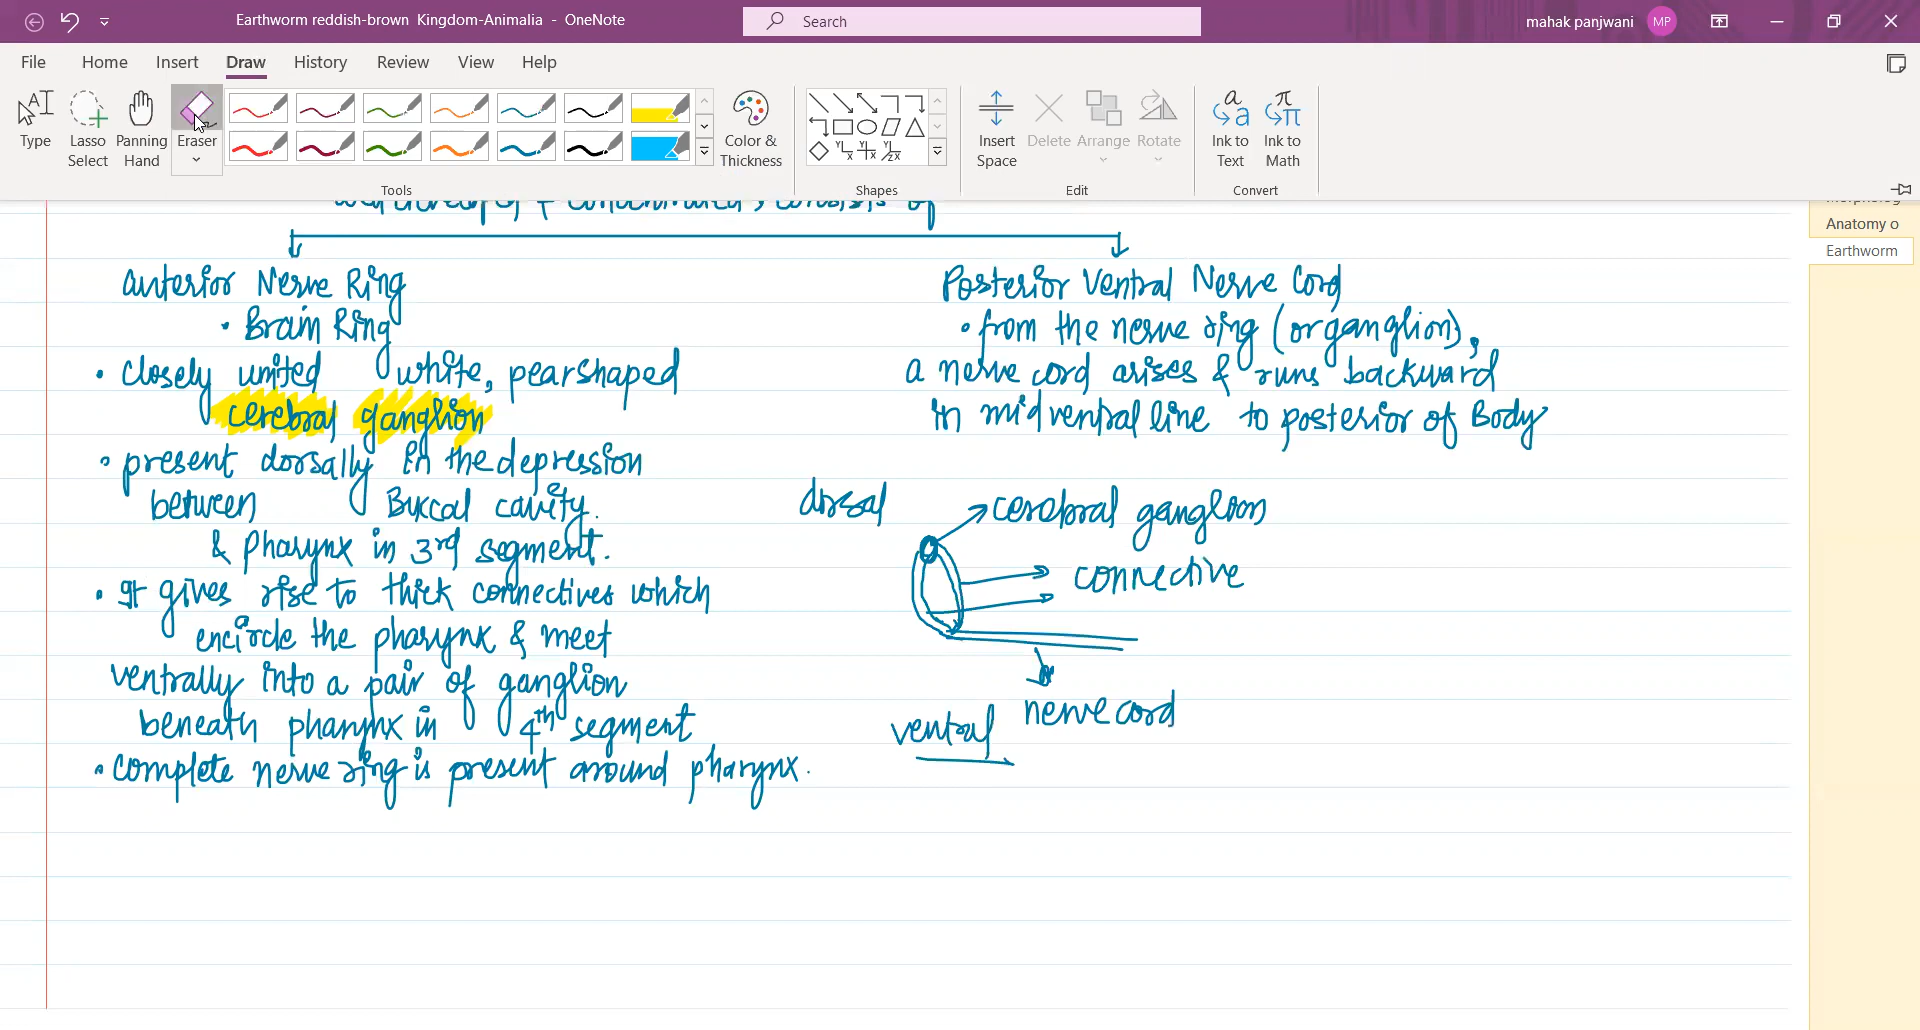 Earthworm reddish-brown Kingdom-Animalia - OneNote
Search
mahak panjwani
MP
File Home Insert Draw History Review View Help
Type
Lasso Select
Panning Hand
Eraser
Color & Thickness
Insert Space
Delete
Arrange
Rotate
Ink to Text
Ink to Math
Tools
Shapes
Edit
Convert
Anatomy o
Earthworm
consists of
Anterior Nerve Ring
• Brain Ring
• closely united white, pearshaped
cerebral ganglion
• present dorsally in the depression
between Buccal cavity.
& Pharynx in 3rd segment.
• It gives rise to thick connectives which
encircle the pharynx & meet
ventrally into a pair of ganglion
beneath pharynx in 4th segment
• complete nerve ring is present around pharynx.
Posterior Ventral Nerve Cord
• from the nerve ring (or ganglion),
a nerve cord arises & runs backward
in midventral line to posterior of Body
dorsal
cerebral ganglion
connective
nerve cord
ventral